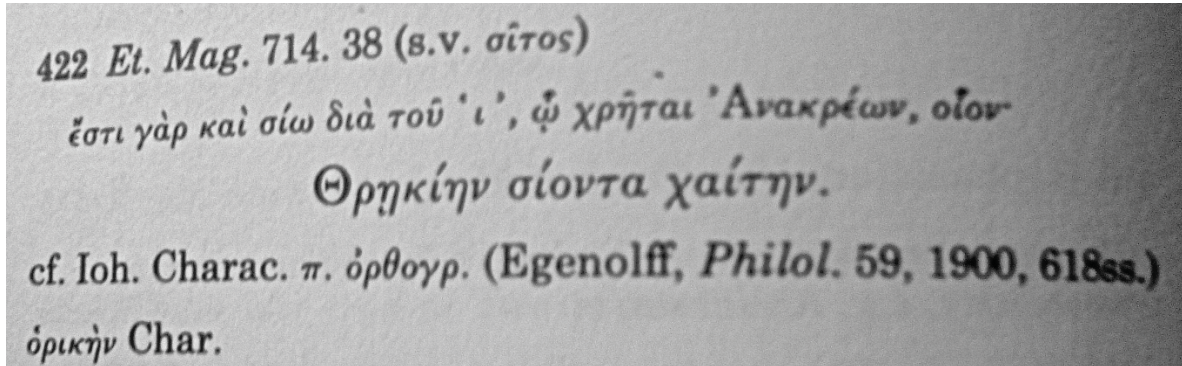 422 Et. Mag. 714. 38 (s.v. σῖτος)
ἔστι γὰρ καὶ σίω διὰ τοῦ ‘ι’, ᾧ χρῆται Ἀνακρέων, οἷον·
Θρῃκίην σίοντα χαίτην.
cf. Ioh. Charac. π. ὀρθογρ. (Egenolff, Philol. 59, 1900, 618ss.)
ὀρικὴν Char.